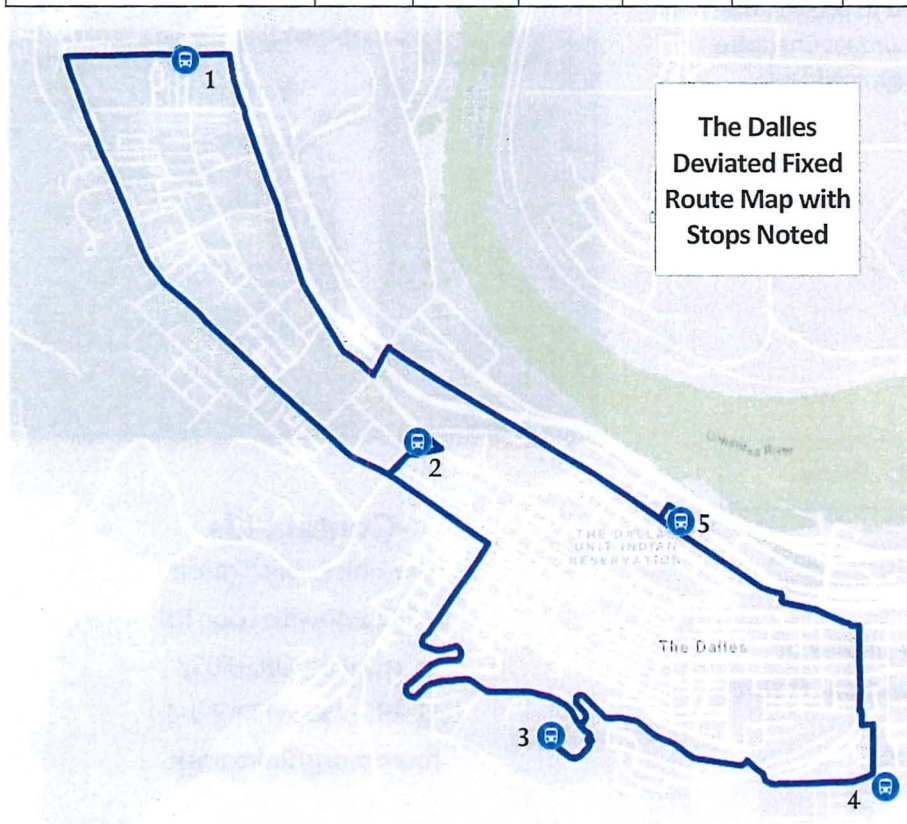 The Dalles
Deviated Fixed
Route Map with
Stops Noted
1
2
5
THE DALLAS
UNIT INDIAN
RESERVATION
The Dalles
3
4